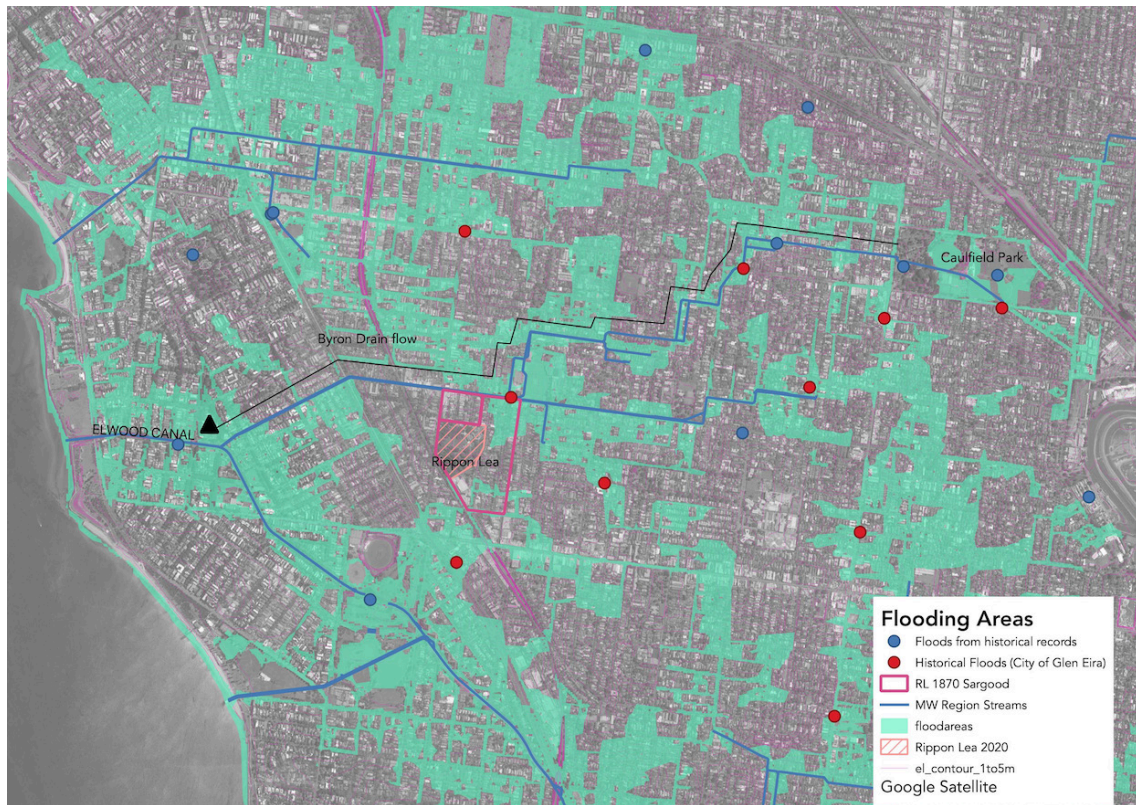 Caulfield Park
Byron Drain flow
ELWOOD CANAL
Rippon Lea
Flooding Areas
Floods from historical records
Historical Floods (City of Glen Eira)
RL 1870 Sargood
MW Region Streams
floodareas
Rippon Lea 2020
el_contour_1to5m
Google Satellite